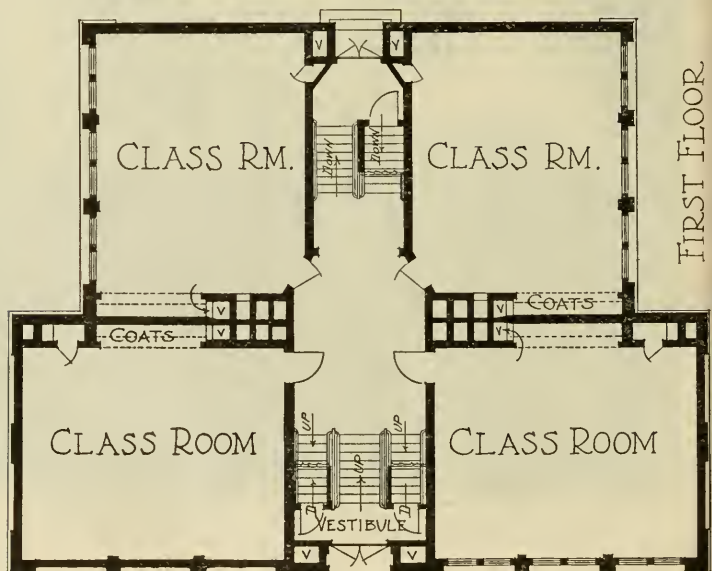 V V
DOWN
DOWN
CLASS RM. CLASS RM.
FIRST FLOOR
V V
COATS
COATS
V V
UP UP
UP
CLASS ROOM CLASS ROOM
D D
VESTIBULE
V V